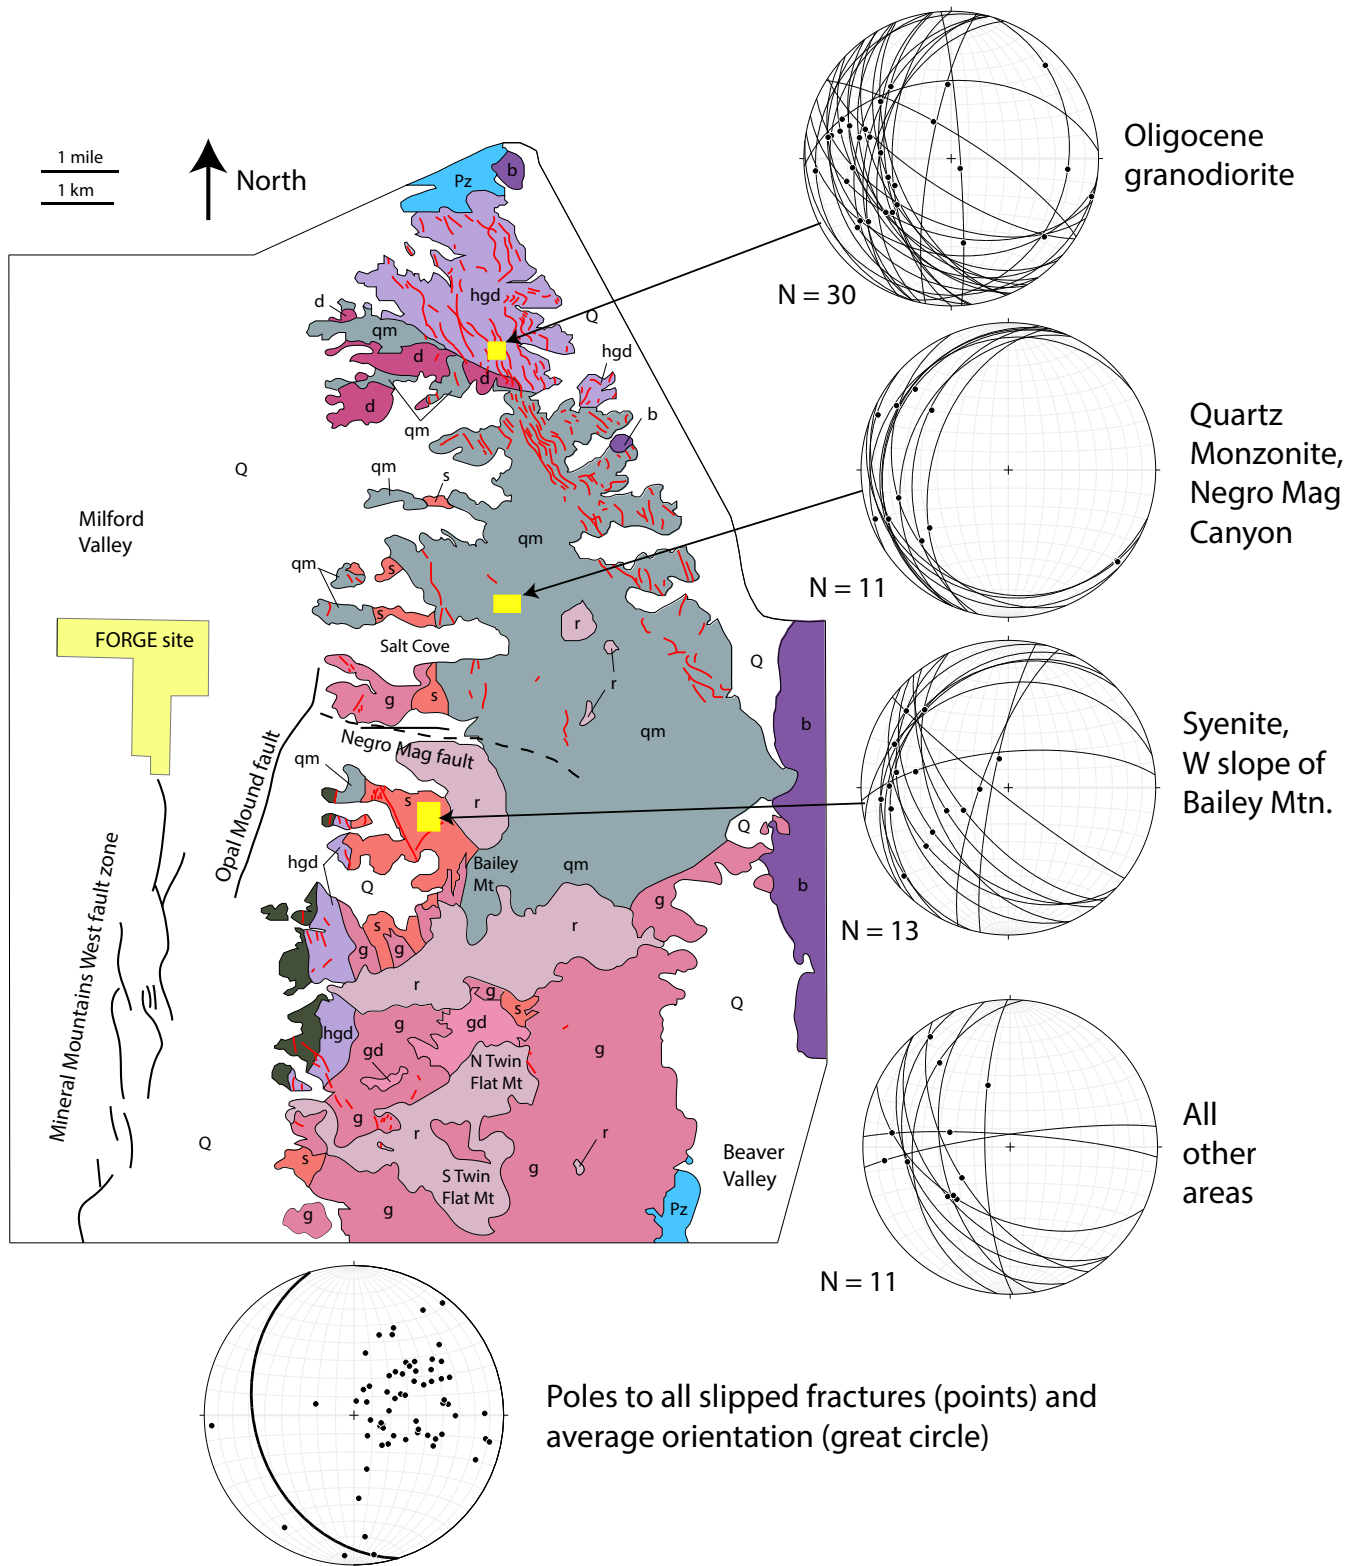 1 mile
1 km
North
Pz
b
hgd
d
qm
d
d
d
qm
Q
hgd
b
Q
qm
s
Milford
Valley
qm
qm
s
s
FORGE site
Salt Cove
r
r
Q
g
s
qm
b
Negro Mag fault
Opal Mound fault
qm
s
r
Q
hgd
Q
Bailey
Mt
qm
b
g
s
g
g
r
Mineral Mountains West fault zone
r
g
s
Q
hgd
g
gd
gd
N Twin
Flat Mt
g
g
r
r
Q
s
S Twin
Flat Mt
g
Beaver
Valley
g
g
Pz
Oligocene
granodiorite
N = 30
Quartz
Monzonite,
Negro Mag
Canyon
N = 11
Syenite,
W slope of
Bailey Mtn.
N = 13
All
other
areas
N = 11
Poles to all slipped fractures (points) and
average orientation (great circle)